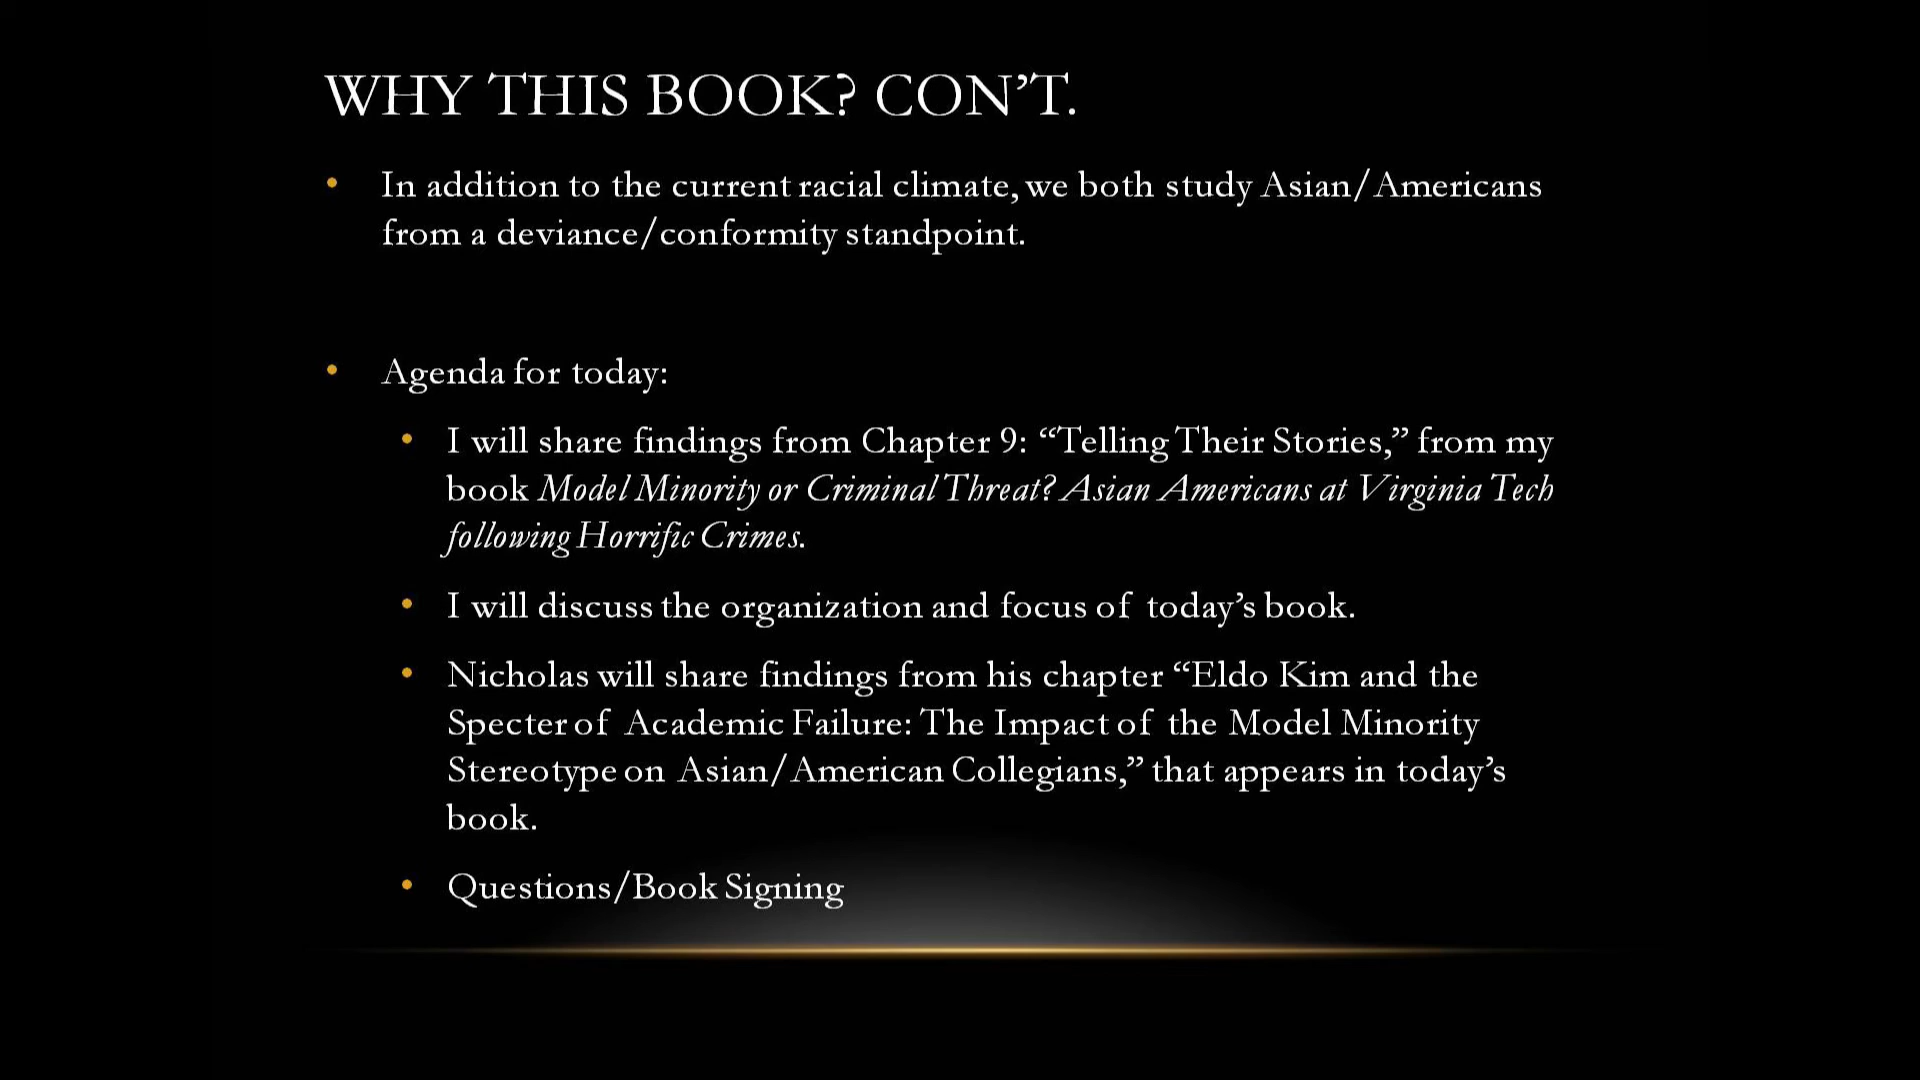 WHY THIS BOOK? CON’T.
• In addition to the current racial climate, we both study Asian/Americans
from a deviance/conformity standpoint.
• Agenda for today:
• I will share findings from Chapter 9: “Telling Their Stories,” from my
book Model Minority or Criminal Threat? Asian Americans at Virginia Tech
following Horrific Crimes.
• I will discuss the organization and focus of today’s book.
• Nicholas will share findings from his chapter “Eldo Kim and the
Specter of Academic Failure: The Impact of the Model Minority
Stereotype on Asian/American Collegians,” that appears in today’s
book.
• Questions/Book Signing